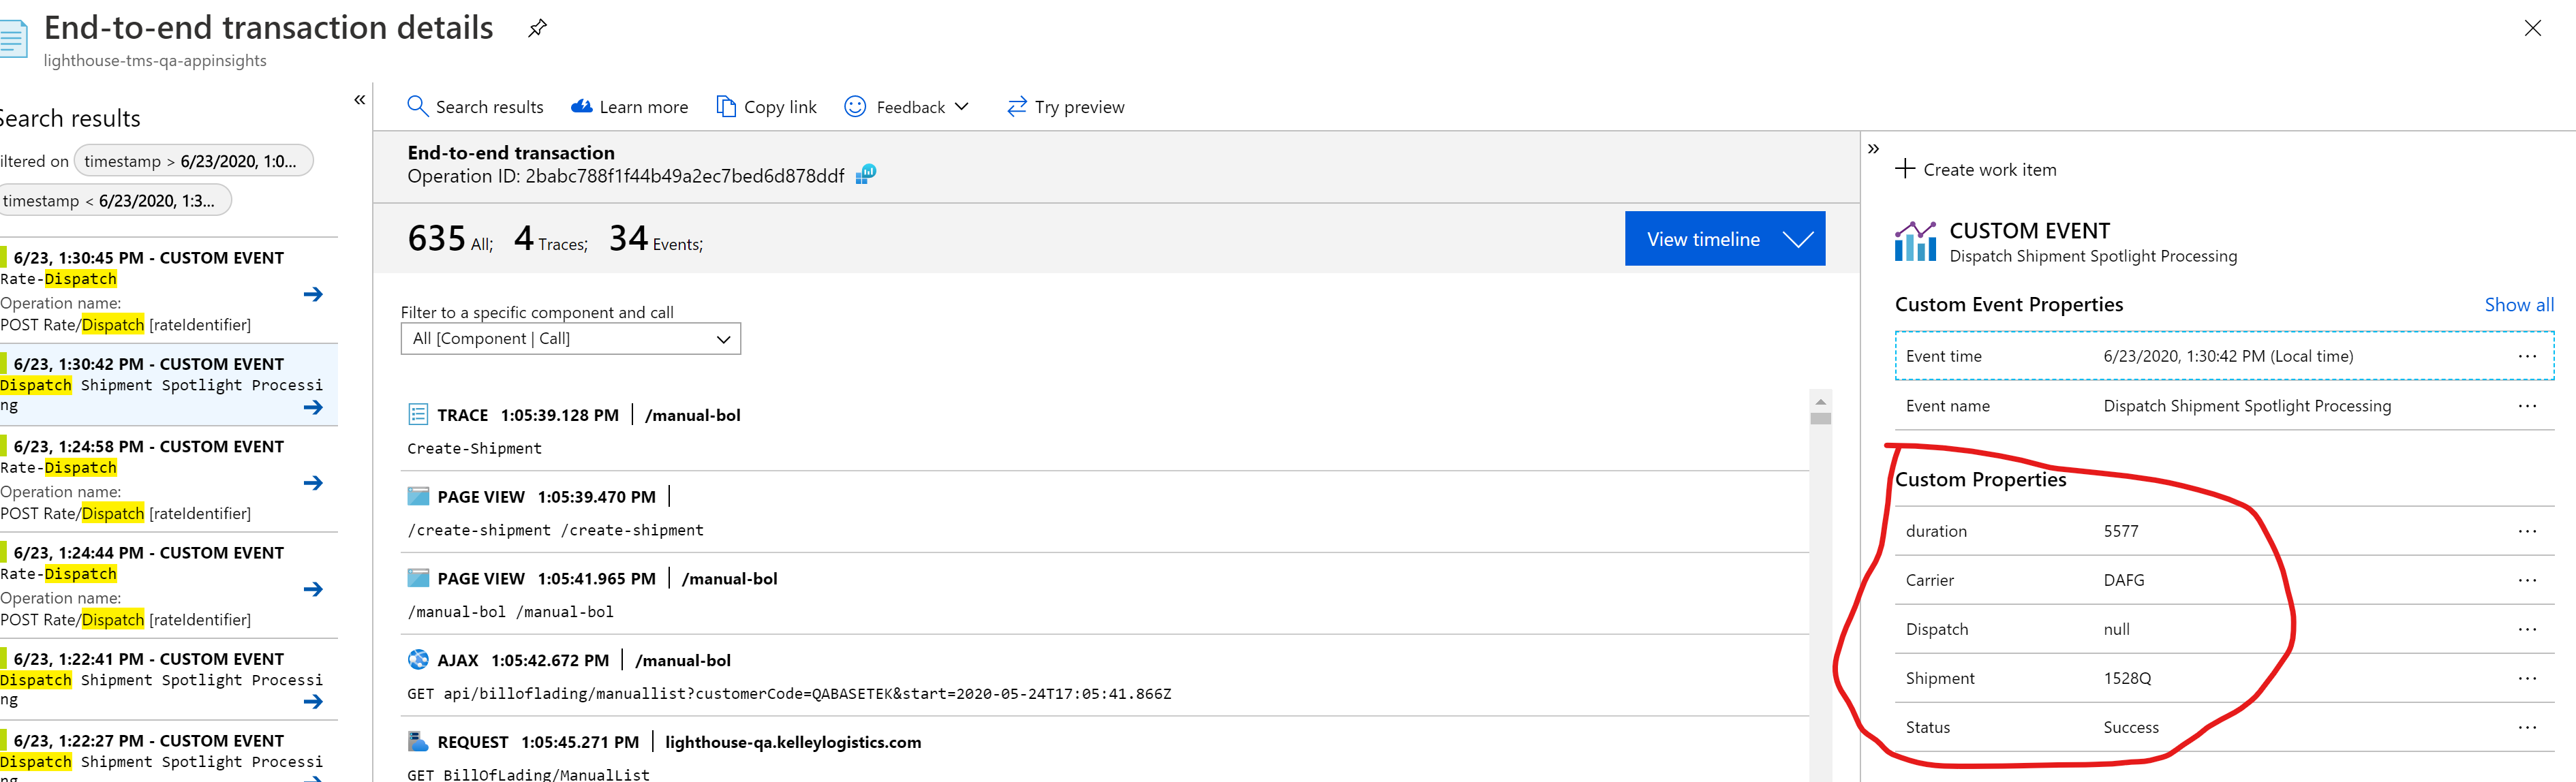 End-to-end transaction details
lighthouse-tms-qa-appinsights
Search results
iltered on timestamp > 6/23/2020, 1:0...
timestamp < 6/23/2020, 1:3...
6/23, 1:30:45 PM - CUSTOM EVENT
Rate-Dispatch
Operation name:
POST Rate/Dispatch [rateIdentifier]
6/23, 1:30:42 PM - CUSTOM EVENT
Dispatch Shipment Spotlight Processi
ng
6/23, 1:24:58 PM - CUSTOM EVENT
Rate-Dispatch
Operation name:
POST Rate/Dispatch [rateIdentifier]
6/23, 1:24:44 PM - CUSTOM EVENT
Rate-Dispatch
Operation name:
POST Rate/Dispatch [rateIdentifier]
6/23, 1:22:41 PM - CUSTOM EVENT
Dispatch Shipment Spotlight Processi
ng
6/23, 1:22:27 PM - CUSTOM EVENT
Dispatch Shipment Spotlight Processi
ng
Search results Learn more Copy link Feedback Try preview
End-to-end transaction
Operation ID: 2babc788f1f44b49a2ec7bed6d878ddf
635 All; 4 Traces; 34 Events;
View timeline
Filter to a specific component and call
All [Component | Call]
TRACE 1:05:39.128 PM | /manual-bol
Create-Shipment
PAGE VIEW 1:05:39.470 PM |
/create-shipment /create-shipment
PAGE VIEW 1:05:41.965 PM | /manual-bol
/manual-bol /manual-bol
AJAX 1:05:42.672 PM | /manual-bol
GET api/billoflading/manuallist?customerCode=QABASETEK&start=2020-05-24T17:05:41.866Z
REQUEST 1:05:45.271 PM | lighthouse-qa.kelleylogistics.com
GET BillOfLading/ManualList
Create work item
CUSTOM EVENT
Dispatch Shipment Spotlight Processing
Custom Event Properties Show all
Event time 6/23/2020, 1:30:42 PM (Local time) ...
Event name Dispatch Shipment Spotlight Processing ...
Custom Properties
duration 5577 ...
Carrier DAFG ...
Dispatch null ...
Shipment 1528Q ...
Status Success ...